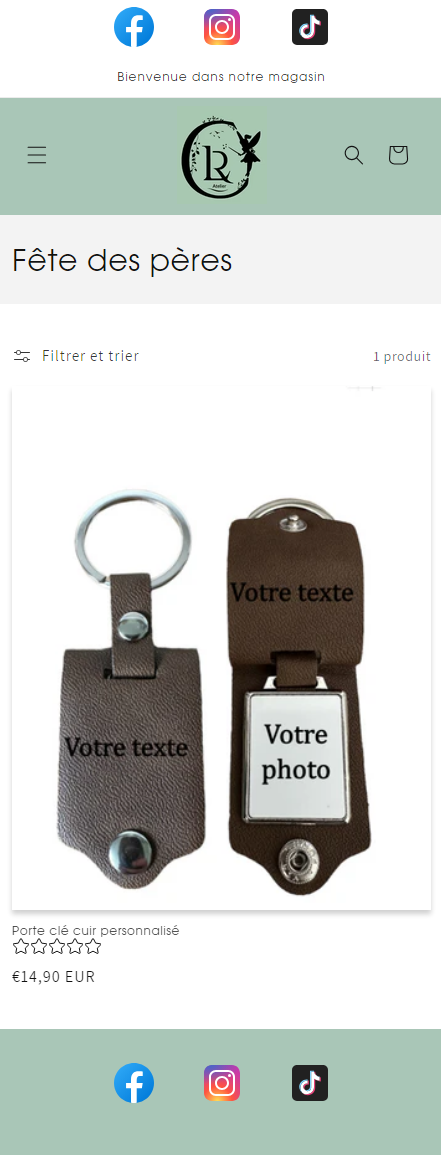 Bienvenue dans notre magasin
CLR
Atelier
Fête des pères
Filtrer et trier
1 produit
Votre texte
Votre texte
Votre
photo
Porte clé cuir personnalisé
€14,90 EUR